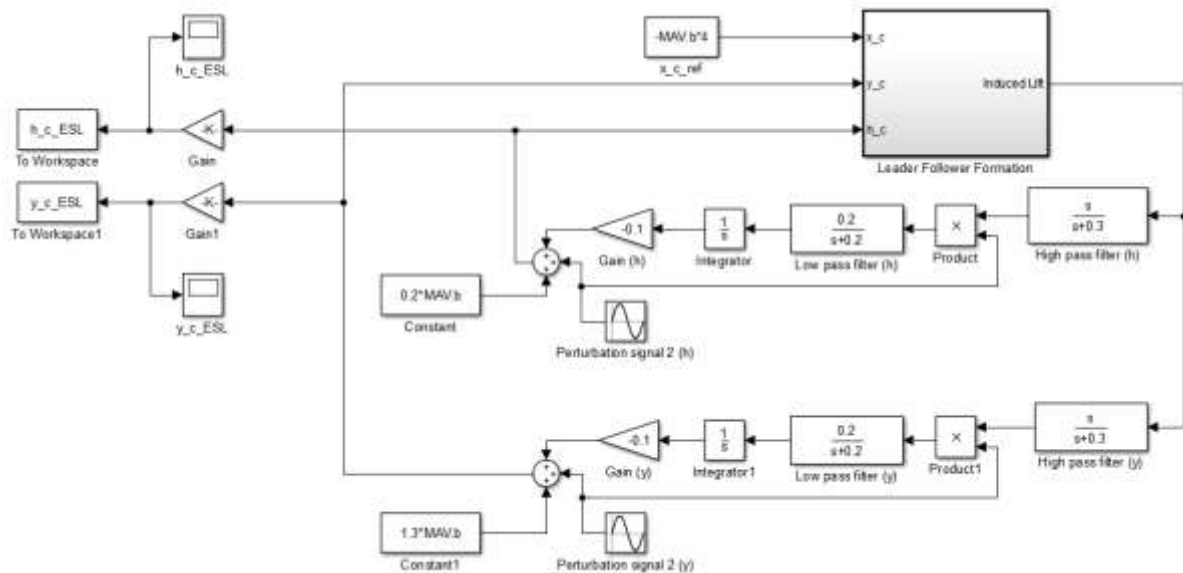 h_c_ESL
-MAV.b*4
x_c_ref
x_c
y_c
h_c
Induced Lift
Leader Follower Formation
h_c_ESL
To Workspace
-K-
Gain
y_c_ESL
To Workspace1
-K-
Gain1
y_c_ESL
-0.1
Gain (h)
1
s
Integrator
0.2
s+0.2
Low pass filter (h)
×
Product
s
s+0.3
High pass filter (h)
+
+
+
0.2*MAV.b
Constant
Perturbation signal 2 (h)
-0.1
Gain (y)
1
s
Integrator1
0.2
s+0.2
Low pass filter (y)
×
Product1
s
s+0.3
High pass filter (y)
+
+
+
1.3*MAV.b
Constant1
Perturbation signal 2 (y)